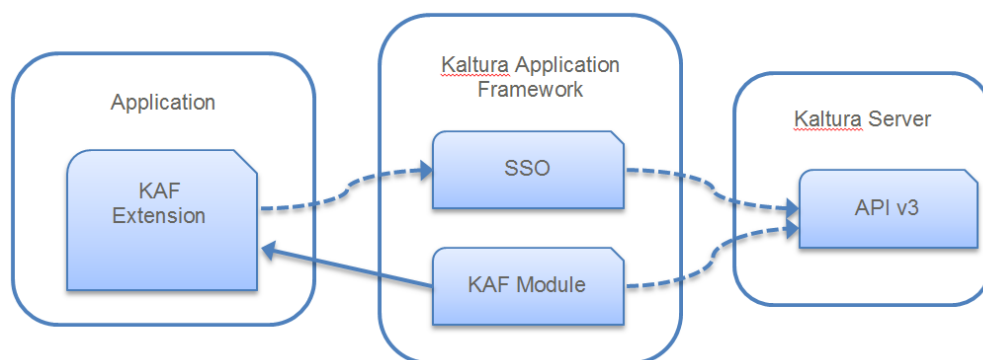 Application
KAF
Extension
Kaltura Application
Framework
SSO
KAF Module
Kaltura Server
API v3